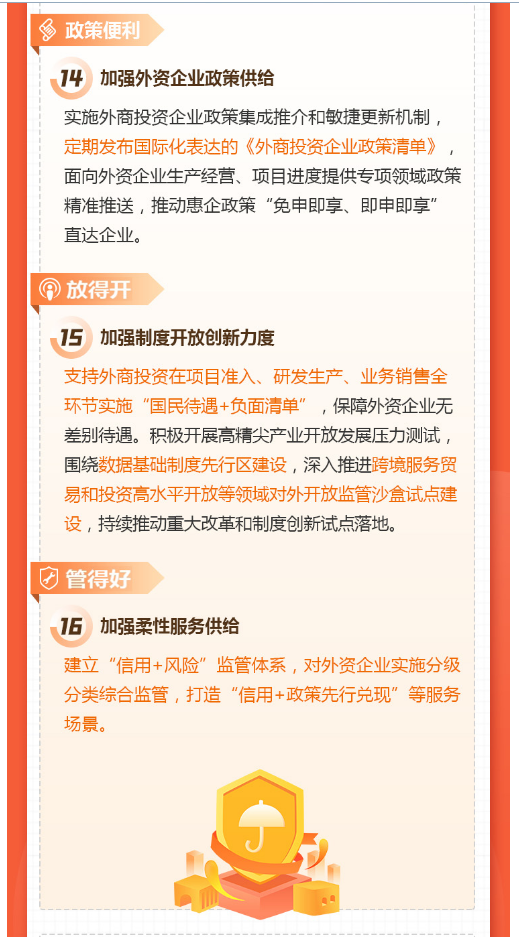 政策便利
14 加强外资企业政策供给
实施外商投资企业政策集成推介和敏捷更新机制，
定期发布国际化表达的《外商投资企业政策清单》，
面向外资企业生产经营、项目进度提供专项领域政策
精准推送，推动惠企政策“免申即享、即申即享”
直达企业。
放得开
15 加强制度开放创新力度
支持外商投资在项目准入、研发生产、业务销售全
环节实施“国民待遇+负面清单”，保障外资企业无
差别待遇。积极开展高精尖产业开放发展压力测试，
围绕数据基础制度先行区建设，深入推进跨境服务贸
易和投资高水平开放等领域对外开放监管沙盒试点建
设，持续推动重大改革和制度创新试点落地。
管得好
16 加强柔性服务供给
建立“信用+风险”监管体系，对外资企业实施分级
分类综合监管，打造“信用+政策先行兑现”等服务
场景。